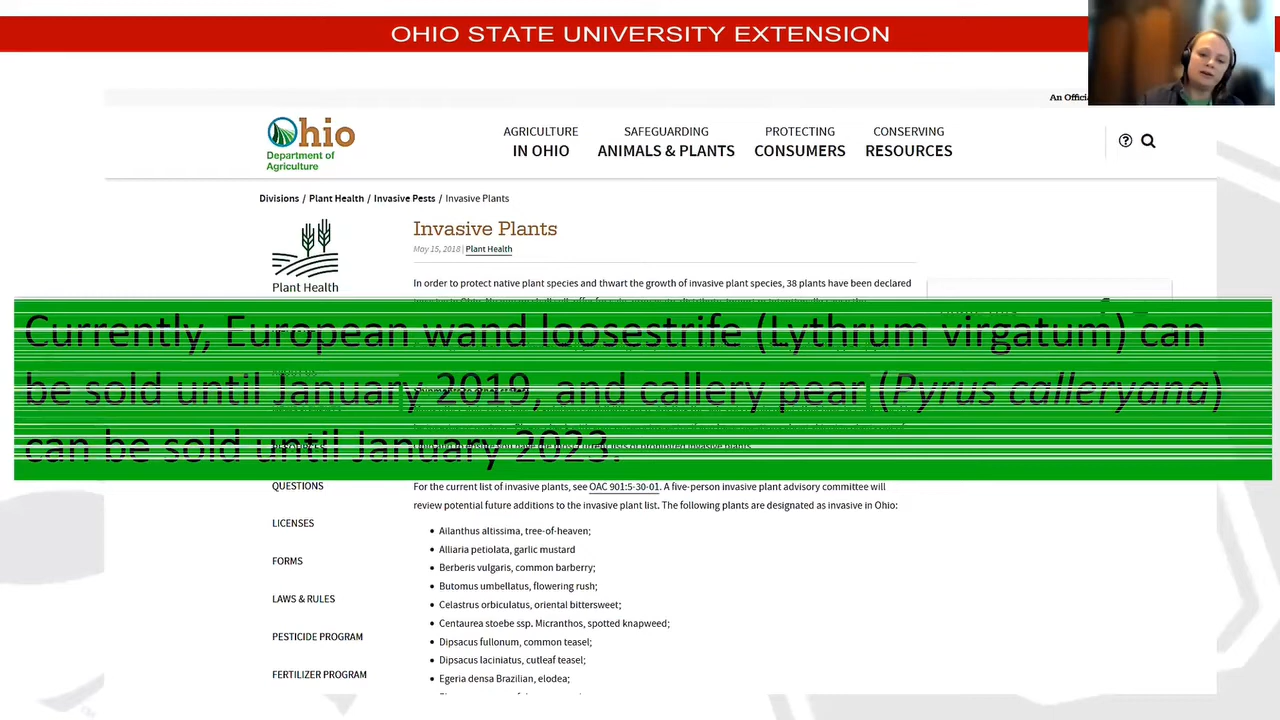 OHIO STATE UNIVERSITY EXTENSION
An Officia
Ohio
Department of
Agriculture
AGRICULTURE
IN OHIO
SAFEGUARDING
ANIMALS & PLANTS
PROTECTING
CONSUMERS
CONSERVING
RESOURCES
Divisions / Plant Health / Invasive Pests / Invasive Plants
Plant Health
Invasive Plants
May 15, 2018 | Plant Health
In order to protect native plant species and thwart the growth of invasive plant species, 38 plants have been declared
Currently, European wand loosestrife (Lythrum virgatum) can
be sold until January 2019, and callery pear (Pyrus calleryana)
can be sold until January 2023.
QUESTIONS
LICENSES
FORMS
LAWS & RULES
PESTICIDE PROGRAM
FERTILIZER PROGRAM
For the current list of invasive plants, see OAC 901:5-30-01. A five-person invasive plant advisory committee will
review potential future additions to the invasive plant list. The following plants are designated as invasive in Ohio:
• Ailanthus altissima, tree-of-heaven;
• Alliaria petiolata, garlic mustard
• Berberis vulgaris, common barberry;
• Butomus umbellatus, flowering rush;
• Celastrus orbiculatus, oriental bittersweet;
• Centaurea stoebe ssp. Micranthos, spotted knapweed;
• Dipsacus fullonum, common teasel;
• Dipsacus laciniatus, cutleaf teasel;
• Egeria densa Brazilian, elodea;